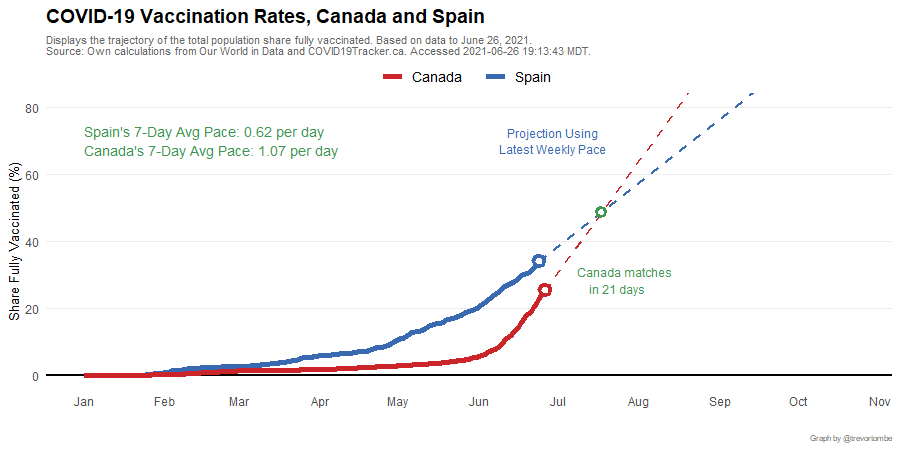 COVID-19 Vaccination Rates, Canada and Spain
Displays the trajectory of the total population share fully vaccinated. Based on data to June 26, 2021.
Source: Own calculations from Our World in Data and COVID19Tracker.ca. Accessed 2021-06-26 19:13:43 MDT.
Canada Spain
80
Spain's 7-Day Avg Pace: 0.62 per day
Canada's 7-Day Avg Pace: 1.07 per day
Projection Using
Latest Weekly Pace
60
40
20
0
Share Fully Vaccinated (%)
Canada matches
in 21 days
Jan Feb Mar Apr May Jun Jul Aug Sep Oct Nov
Graph by @trevortombe